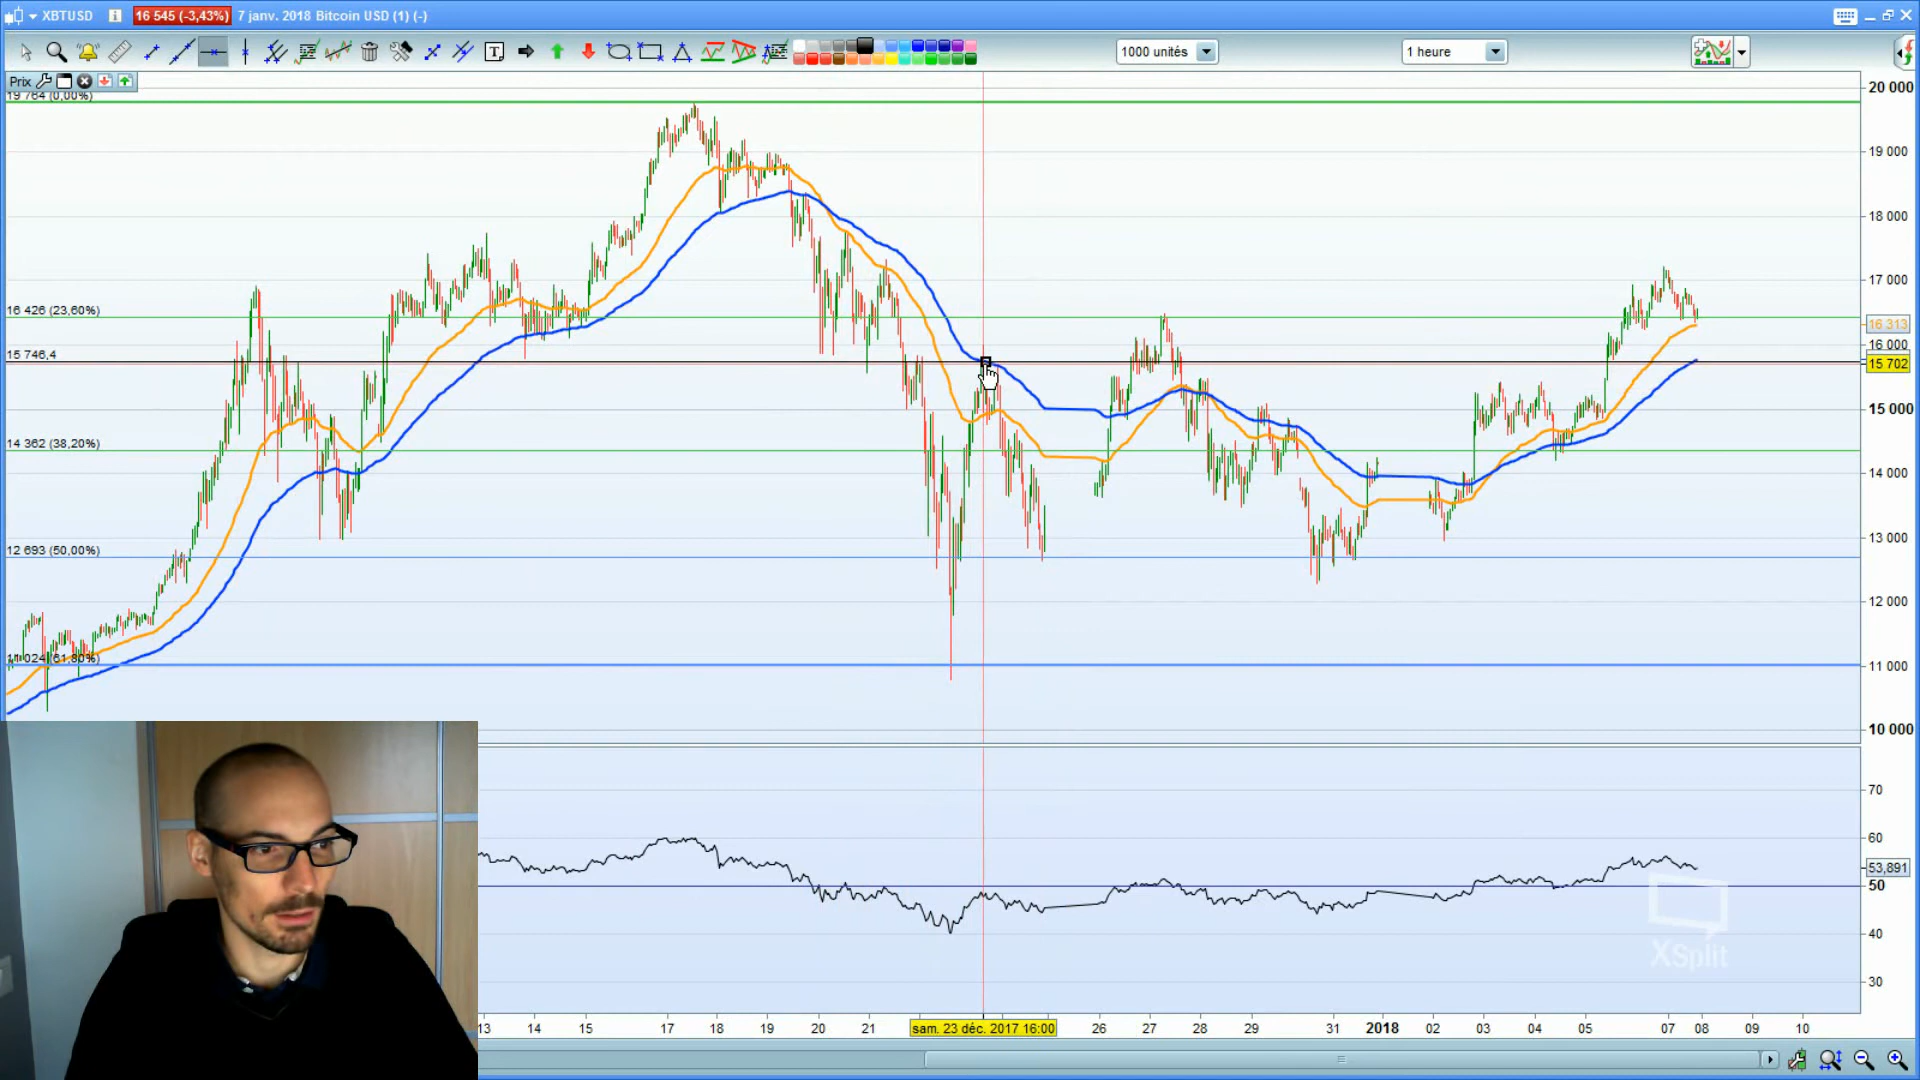 XBTUSD 16 545 (-3,43%) 7 janv. 2018 Bitcoin USD (1) (-)
T 1000 unités 1 heure
Prix
19 764 (0,00%)
16 426 (23,60%)
15 746,4
14 362 (38,20%)
12 693 (50,00%)
11 024 (61,80%)
20 000
19 000
18 000
17 000
16 313
16 000
15 702
15 000
14 000
13 000
12 000
11 000
10 000
70
60
53,891
50
40
30
XSplit
13 14 15 17 18 19 20 21 sam. 23 déc. 2017 16:00 26 27 28 29 31 2018 02 03 04 05 07 08 09 10